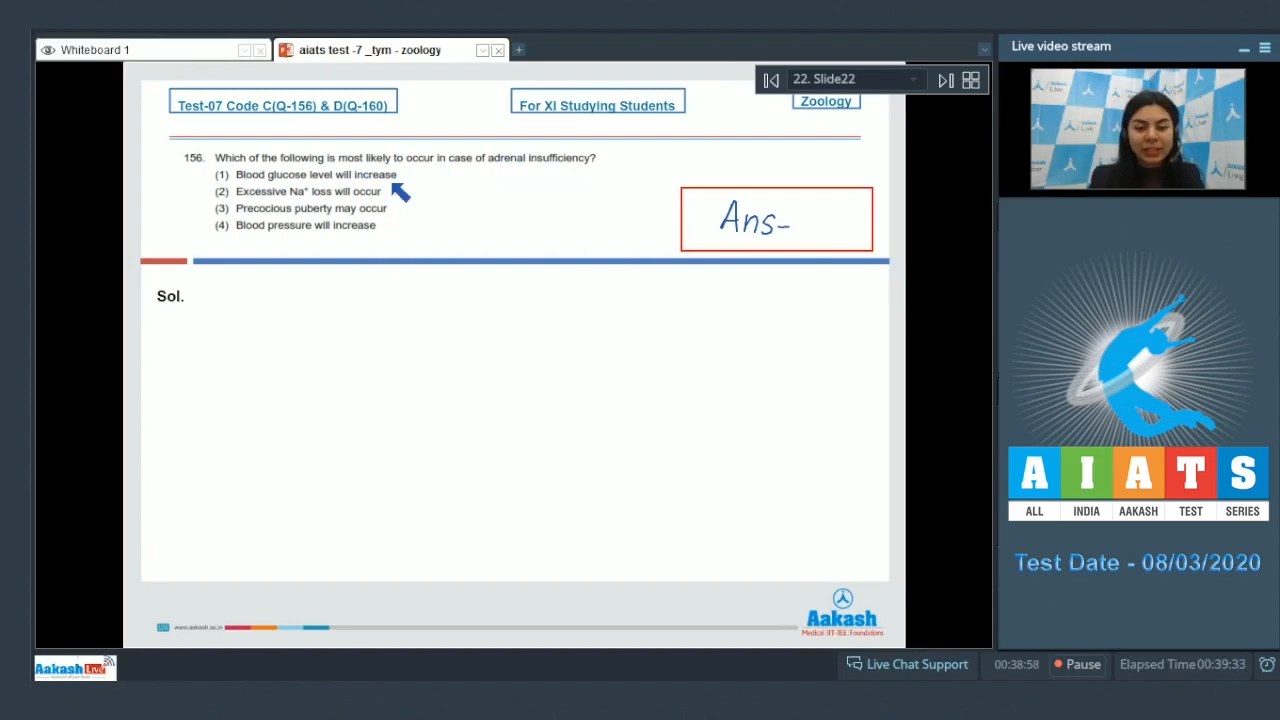 Whiteboard 1
aiats test -7 _tym - zoology
22. Slide22
Live video stream
Test-07 Code C(Q-156) & D(Q-160)
For XI Studying Students
Zoology
156. Which of the following is most likely to occur in case of adrenal insufficiency?
(1) Blood glucose level will increase
(2) Excessive Na⁺ loss will occur
(3) Precocious puberty may occur
(4) Blood pressure will increase
Ans-
Sol.
A I A T S
ALL INDIA AAKASH TEST SERIES
Test Date - 08/03/2020
www.aakash.ac.in
Aakash
Medical|IIT-JEE|Foundations
Aakash Live
Live Chat Support
00:38:58
Pause
Elapsed Time 00:39:33